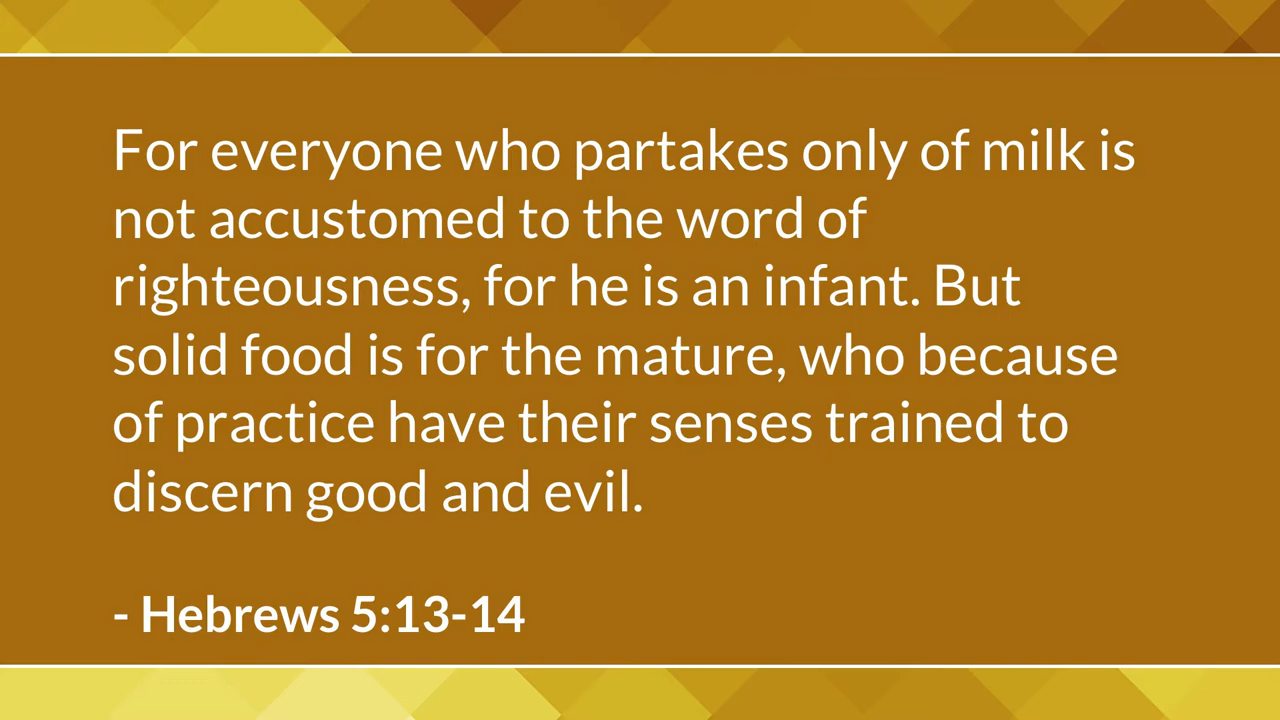 For everyone who partakes only of milk is
not accustomed to the word of
righteousness, for he is an infant. But
solid food is for the mature, who because
of practice have their senses trained to
discern good and evil.
- Hebrews 5:13-14